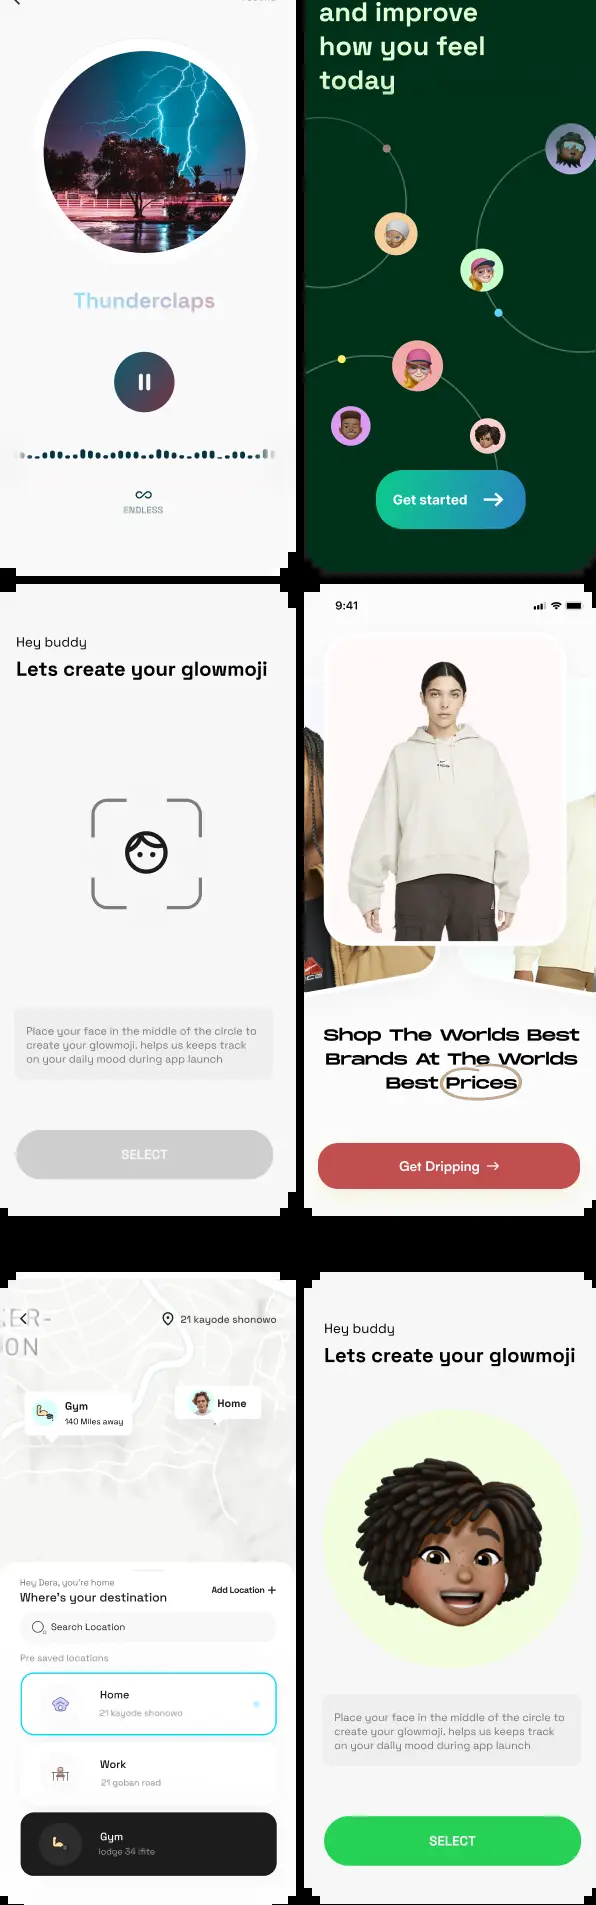 Thunderclaps
ENDLESS
and improve
how you feel
today
Get started
Hey buddy
Lets create your glowmoji
Place your face in the middle of the circle to
create your glowmoji. helps us keeps track
on your daily mood during app launch
SELECT
9:41
Shop The Worlds Best
Brands At The Worlds
Best Prices
Get Dripping
21 kayode shonowo
ER-
ON
Gym
140 Miles away
Home
Hey Dera, you're home
Where's your destination
Add Location +
Search Location
Pre saved locations
Home
21 kayode shonowo
Work
21 goban road
Gym
lodge 34 ifite
Hey buddy
Lets create your glowmoji
Place your face in the middle of the circle to
create your glowmoji. helps us keeps track
on your daily mood during app launch
SELECT